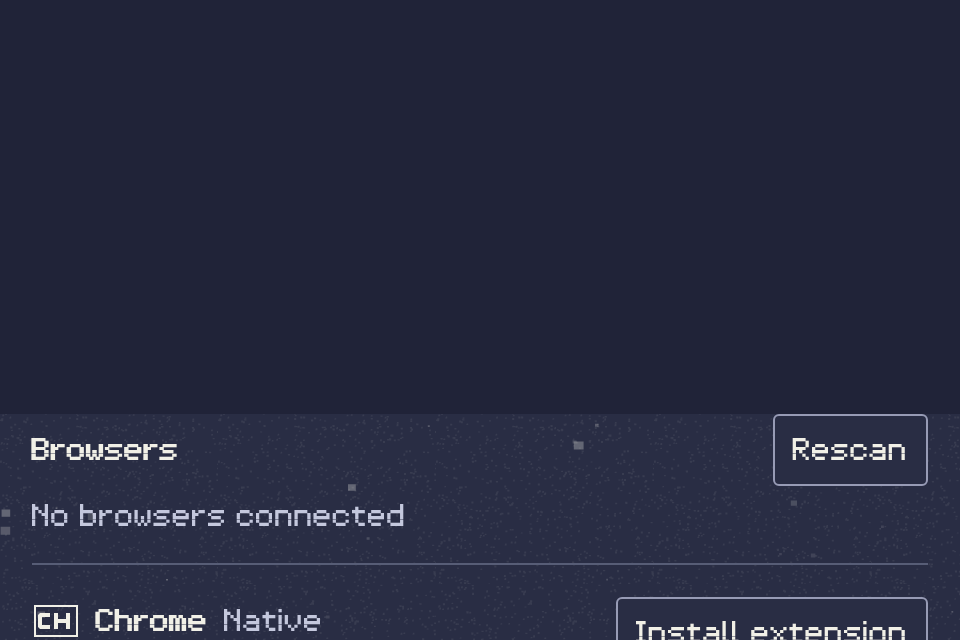 Browsers
Rescan
No browsers connected
CH Chrome Native
Install extension